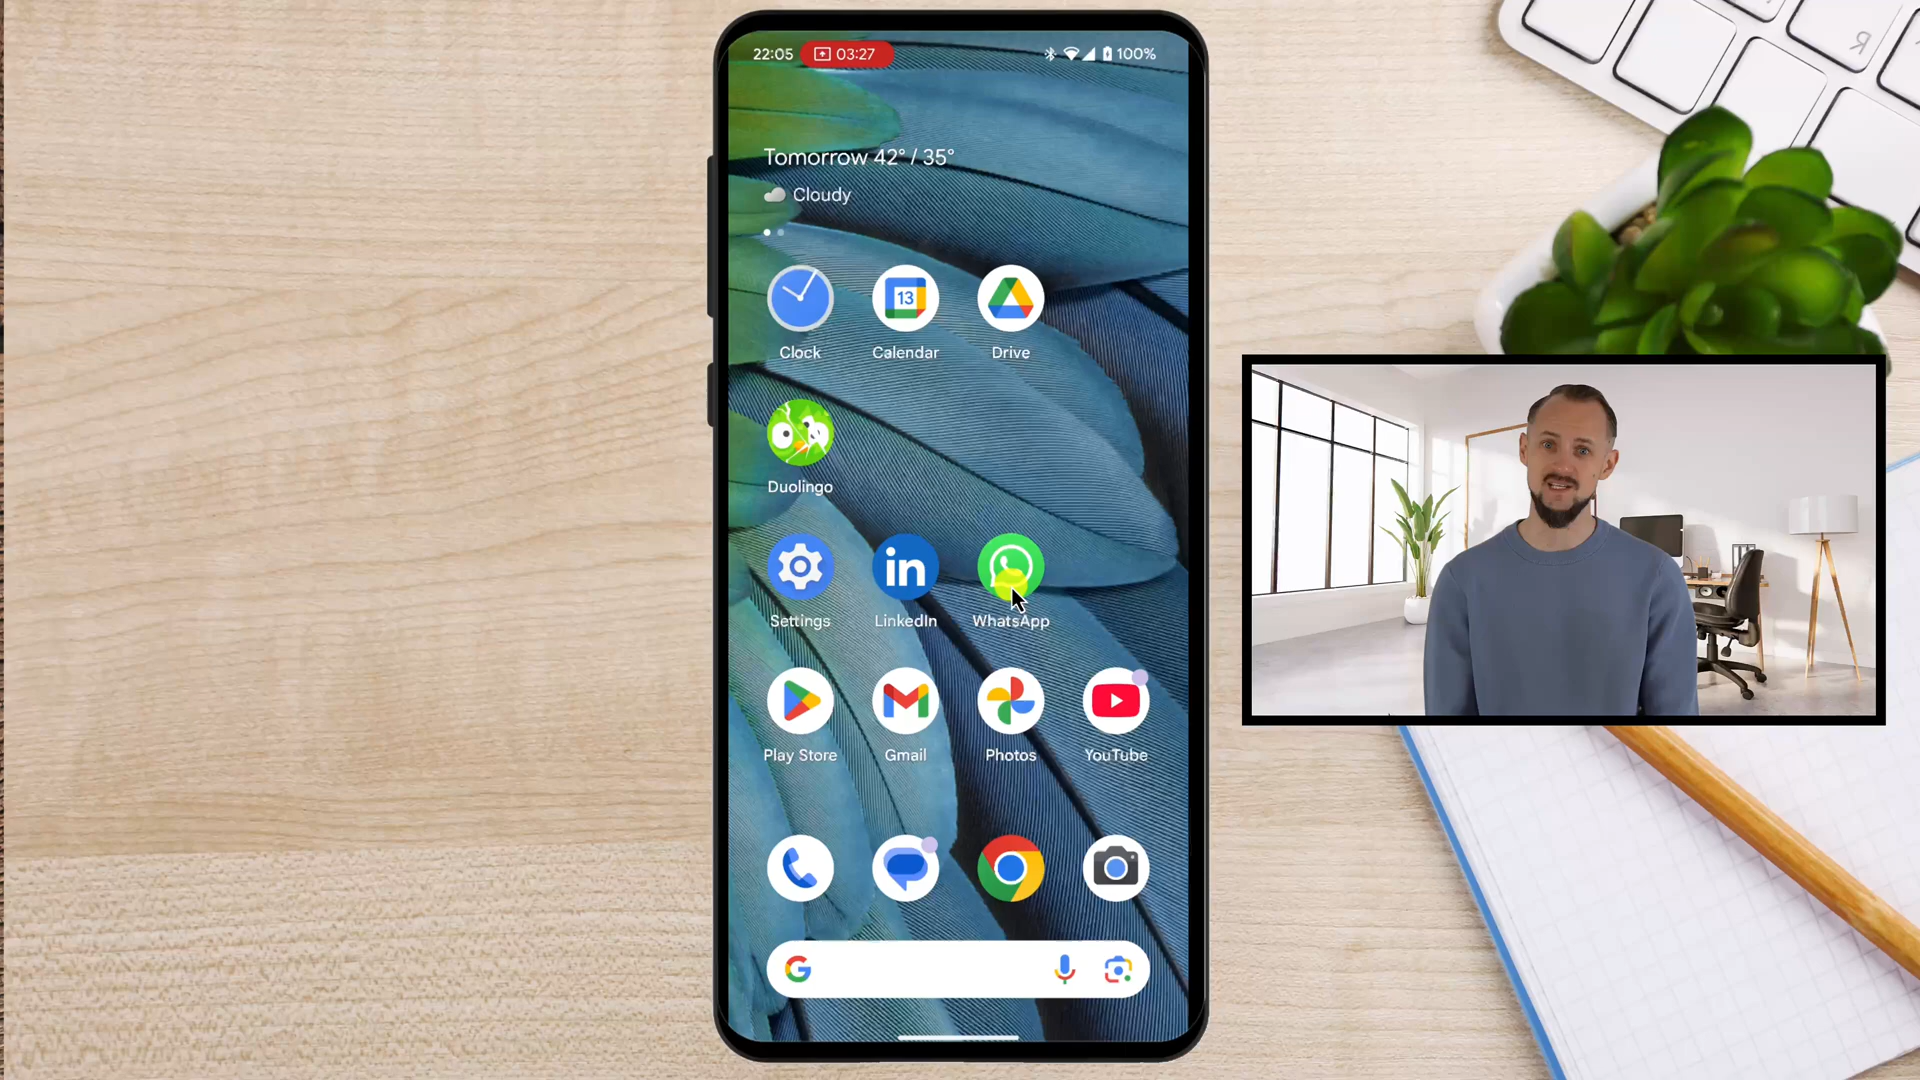 22:05 03:27 100%
Tomorrow 42° / 35°
Cloudy
13
Clock Calendar Drive
Duolingo
in
Settings LinkedIn WhatsApp
Play Store Gmail Photos YouTube
G
R